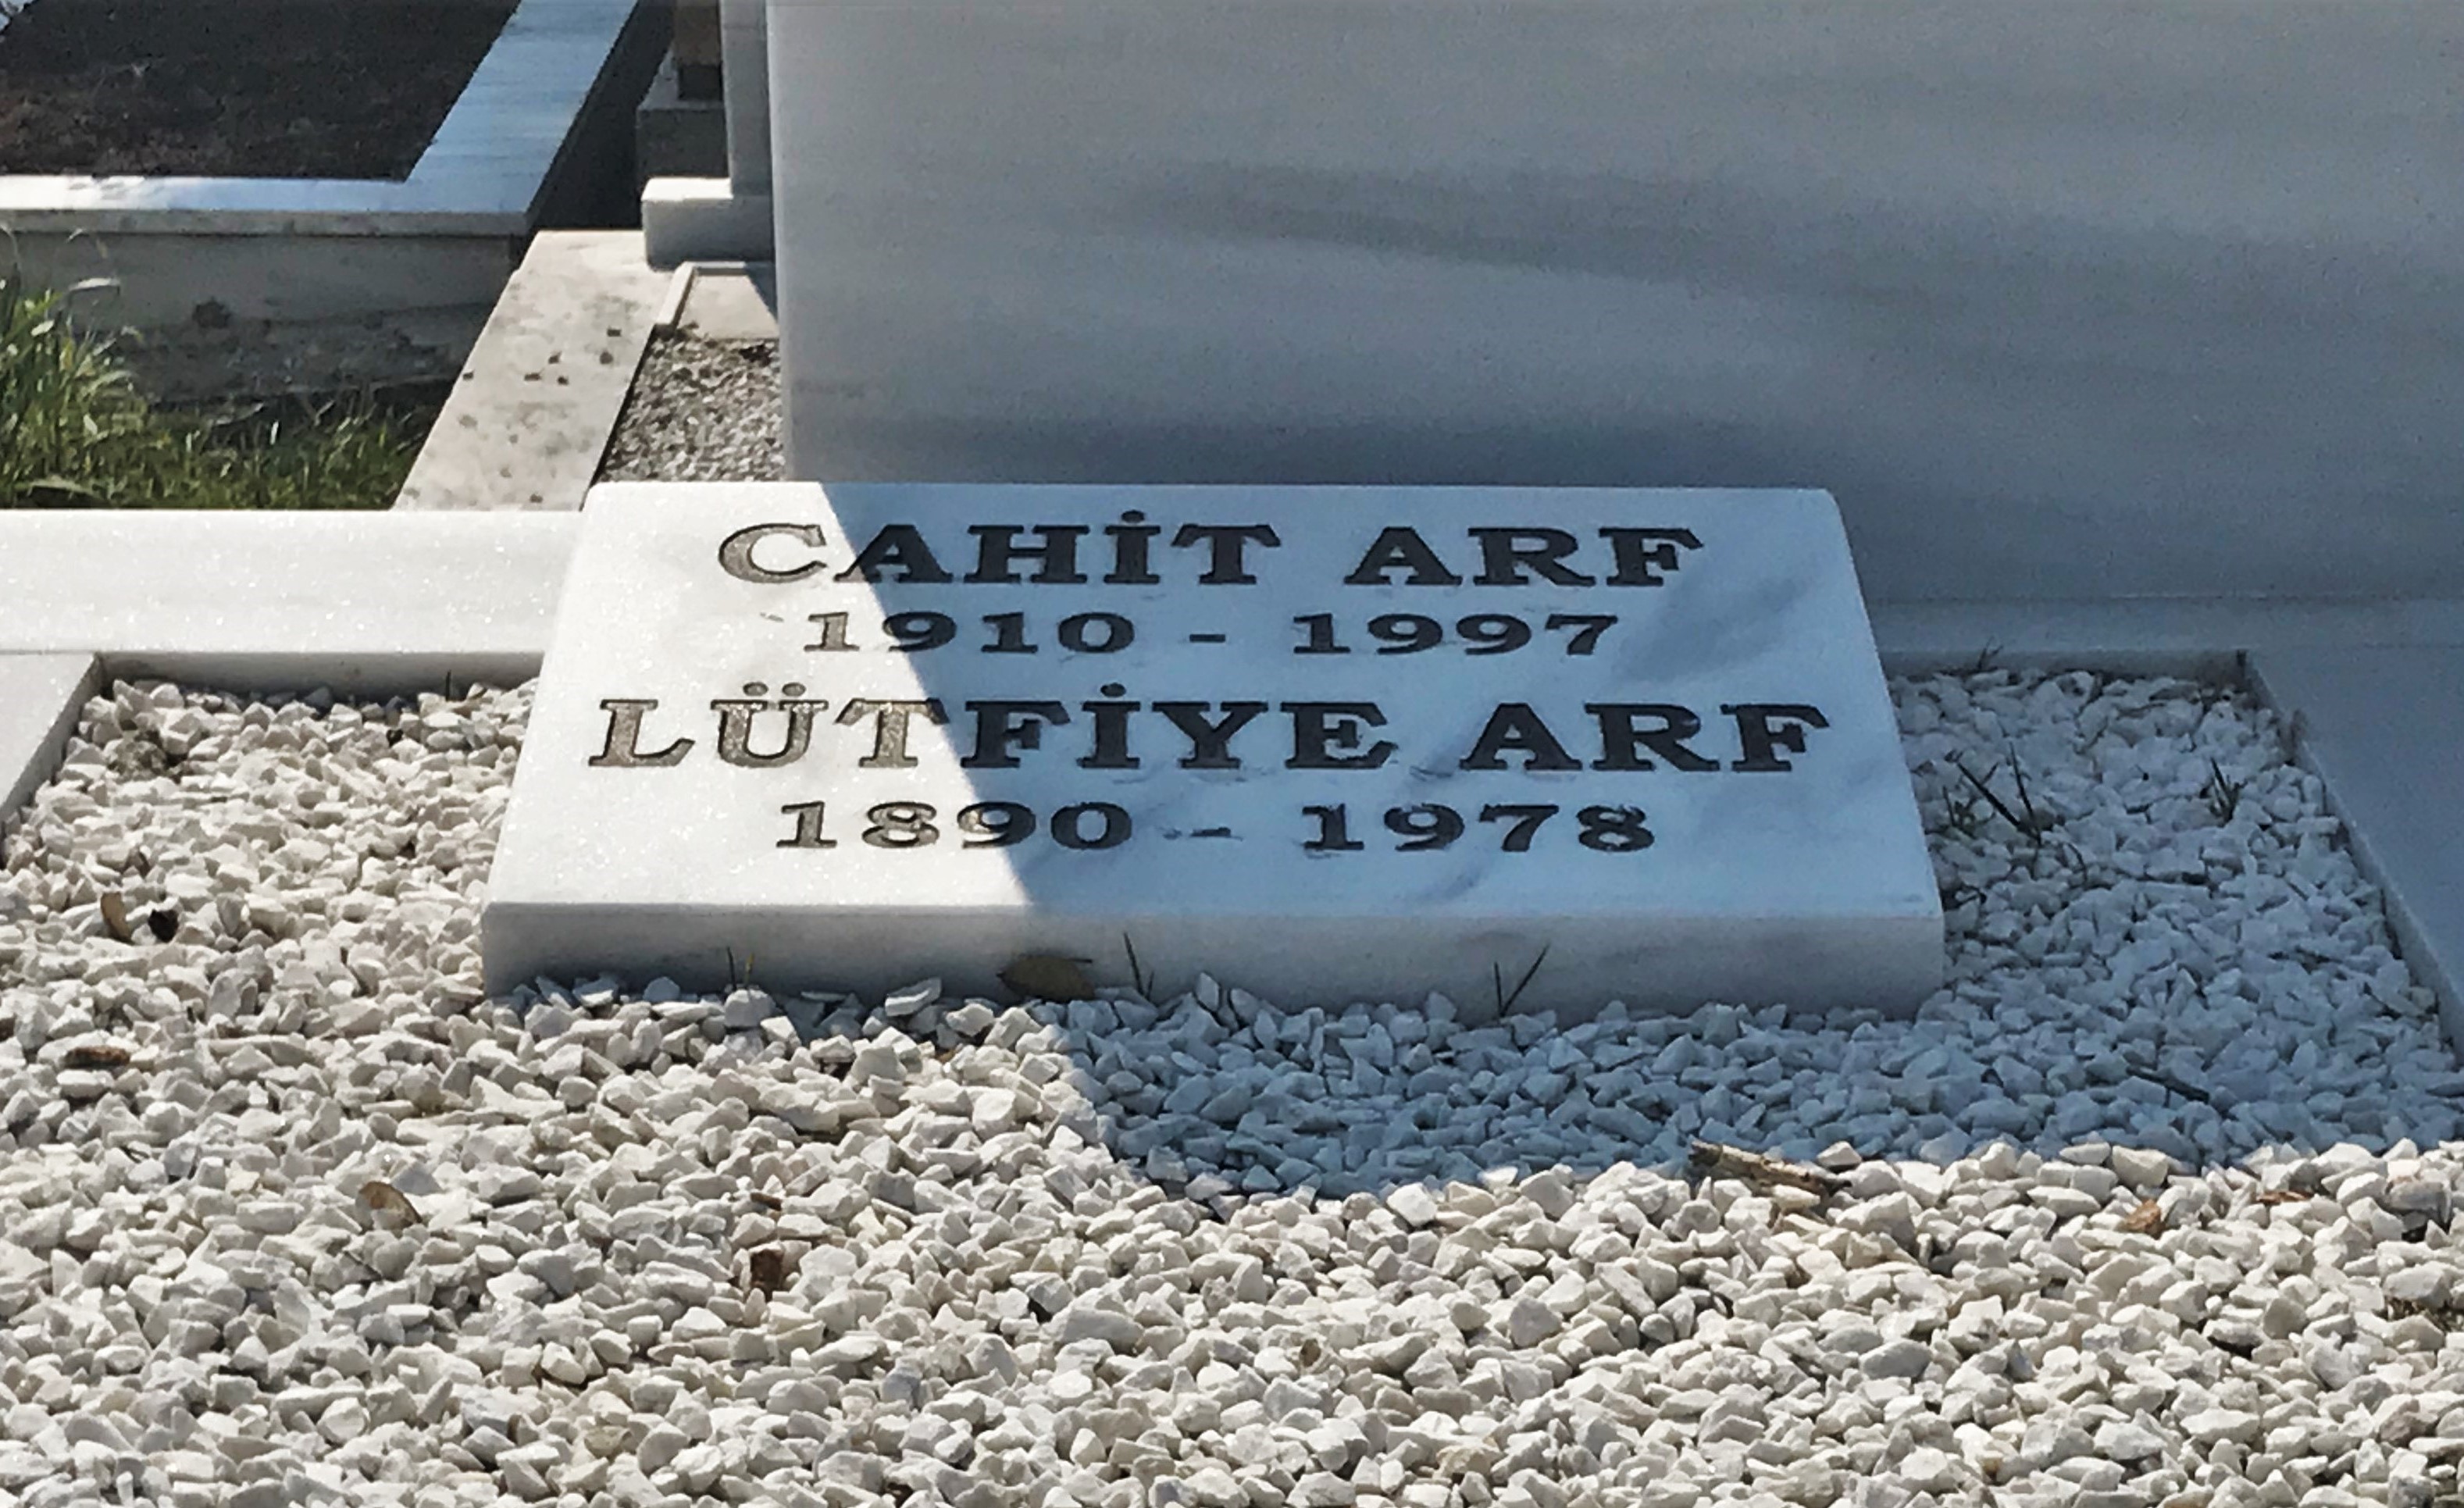 CAHİT ARF
1910 - 1997
LÜTFİYE ARF
1890 - 1978